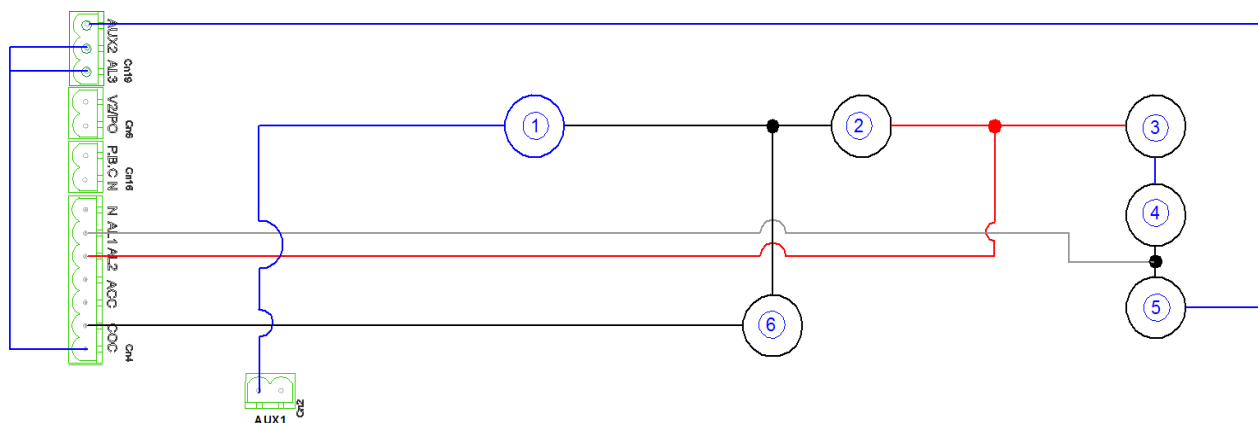 AUX2
AL3
Cn19
V2/PO
Cn6
P,B,C N
Cn16
N
AL1
AL2
ACC
COC
Cn4
1
2
3
4
5
6
Cn2
AUX1